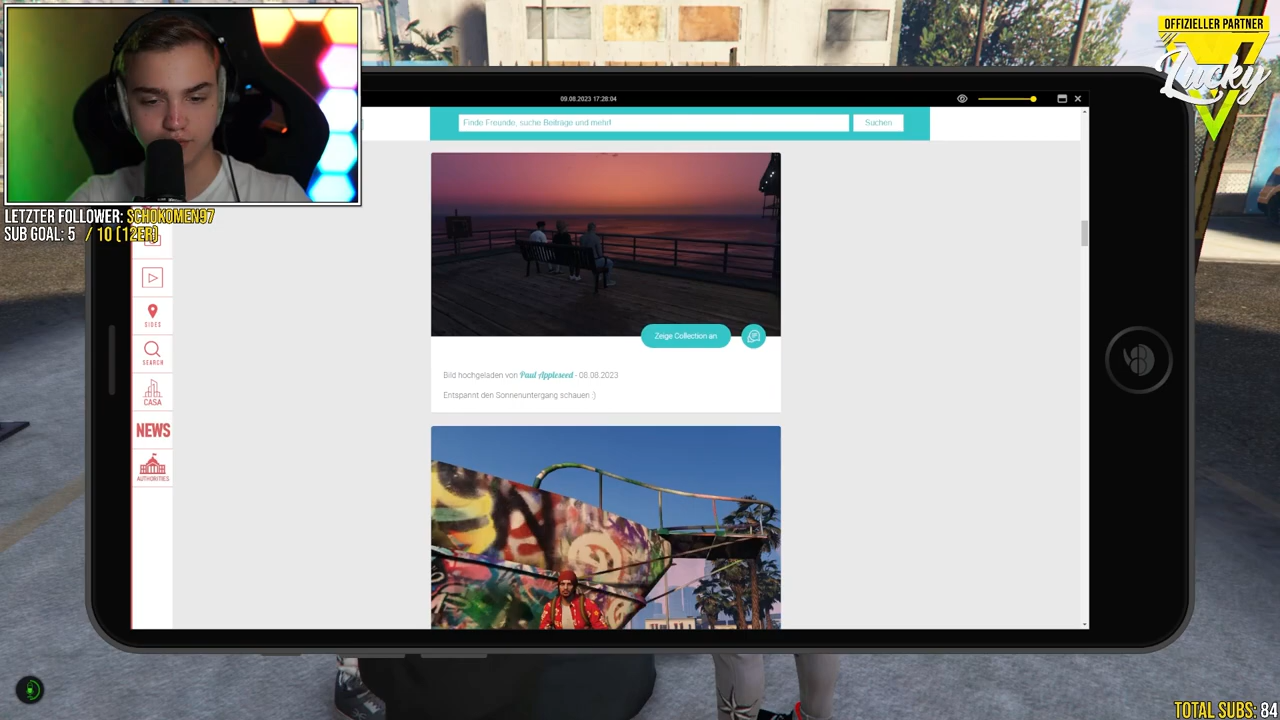 OFFIZIELLER PARTNER
Lucky V
09.08.2023 17:28:04
Finde Freunde, suche Beiträge und mehr!
Suchen
LETZTER FOLLOWER: SCHOKOMEN97
SUB GOAL: 5 / 10 (12ER)
SIDES
SEARCH
CASA
NEWS
AUTHORITIES
Zeige Collection an
Bild hochgeladen von Paul Appleseed - 08.08.2023
Entspannt den Sonnenuntergang schauen :)
TOTAL SUBS: 84